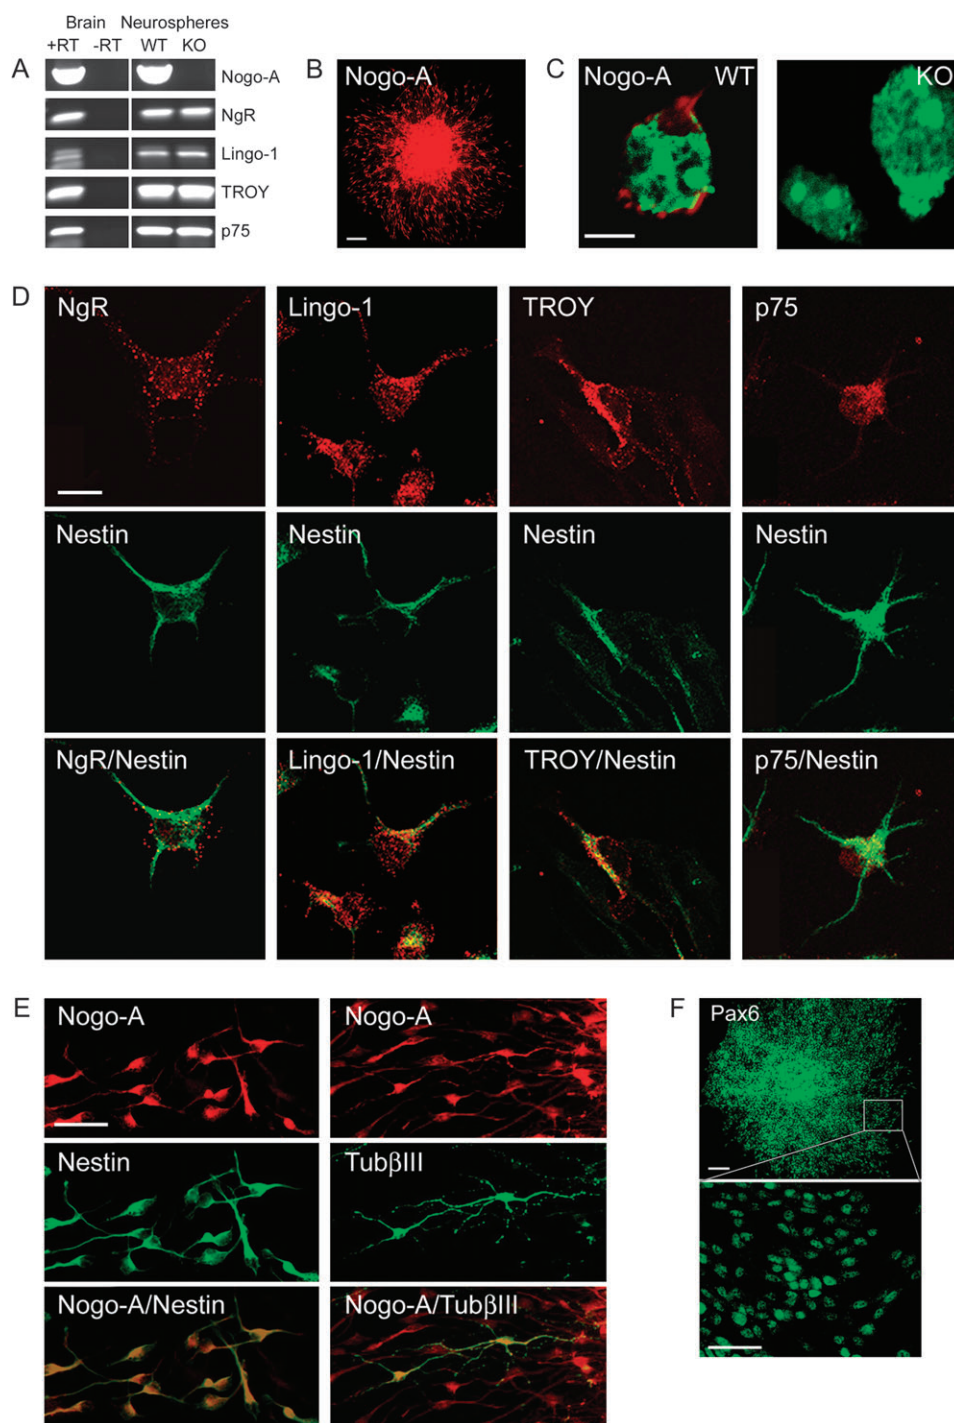 Brain Neurospheres
+RT -RT WT KO
A
Nogo-A
NgR
Lingo-1
TROY
p75
B
Nogo-A
C
Nogo-A WT
KO
D
NgR Lingo-1 TROY p75
Nestin Nestin Nestin Nestin
NgR/Nestin Lingo-1/Nestin TROY/Nestin p75/Nestin
E
Nogo-A Nogo-A
Nestin TubβIII
Nogo-A/Nestin Nogo-A/TubβIII
F
Pax6